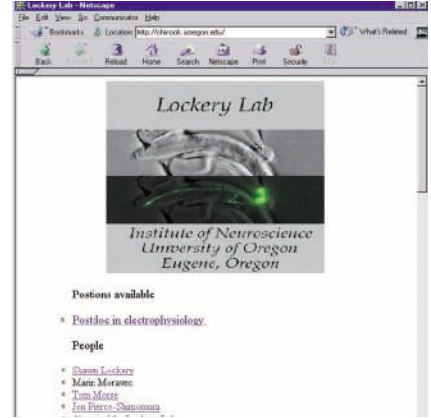 Lockery Lab - Netscape
File Edit View Go Communicator Help
Bookmarks Location: http://chinook.uoregon.edu/ What's Related
Back Forward Reload Home Search Netscape Print Security Stop
Lockery Lab
Institute of Neuroscience
University of Oregon
Eugene, Oregon
Postions available
Postdoc in electrophysiology
People
Shawn Lockery
Marin Moravec
Tom Morse
Jon Pierce-Shimomura